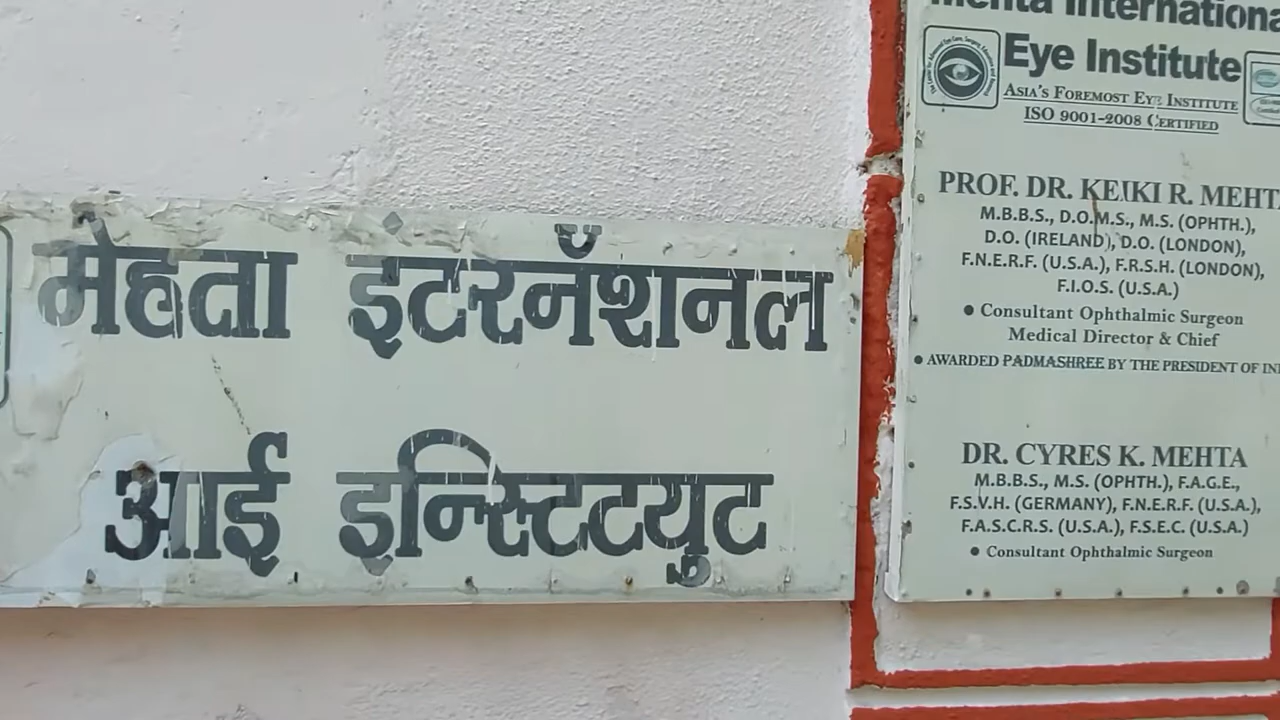 मेहता इंटरनॅशनल
आई इन्स्टिटयुट
Mehta International
Eye Institute
ASIA'S FOREMOST EYE INSTITUTE
ISO 9001-2008 CERTIFIED
PROF. DR. KEIKI R. MEHTA
M.B.B.S., D.O.M.S., M.S. (OPHTH.),
D.O. (IRELAND), D.O. (LONDON),
F.N.E.R.F. (U.S.A.), F.R.S.H. (LONDON),
F.I.O.S. (U.S.A.)
• Consultant Ophthalmic Surgeon
Medical Director & Chief
• AWARDED PADMASHREE BY THE PRESIDENT OF
DR. CYRES K. MEHTA
M.B.B.S., M.S. (OPHTH.), F.A.G.E.,
F.S.V.H. (GERMANY), F.N.E.R.F. (U.S.A.),
F.A.S.C.R.S. (U.S.A.), F.S.E.C. (U.S.A.)
• Consultant Ophthalmic Surgeon